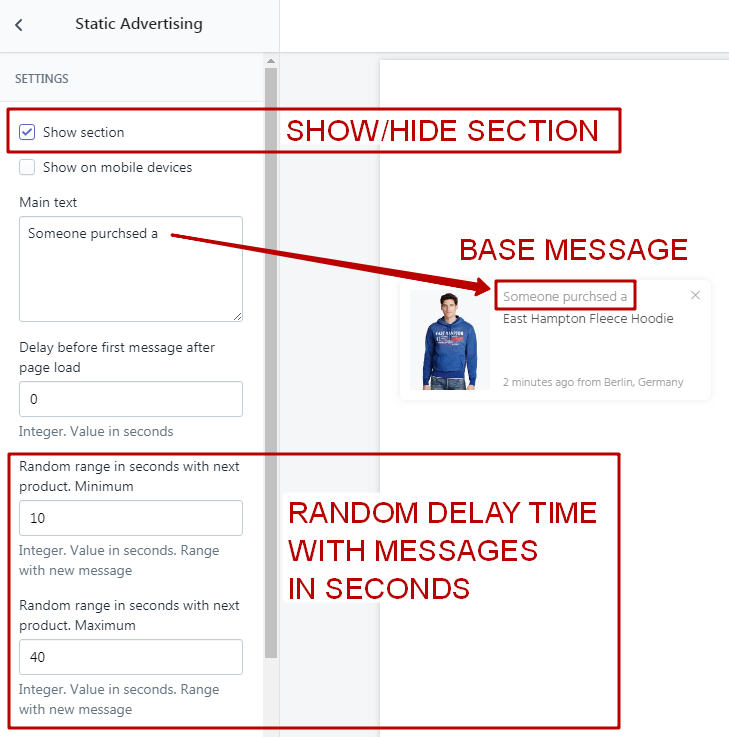 Static Advertising
SETTINGS
Show section
SHOW/HIDE SECTION
Show on mobile devices
Main text
Someone purchsed a
BASE MESSAGE
Someone purchsed a
East Hampton Fleece Hoodie
2 minutes ago from Berlin, Germany
Delay before first message after
page load
0
Integer. Value in seconds
Random range in seconds with next
product. Minimum
10
Integer. Value in seconds. Range
with new message
RANDOM DELAY TIME
WITH MESSAGES
IN SECONDS
Random range in seconds with next
product. Maximum
40
Integer. Value in seconds. Range
with new message